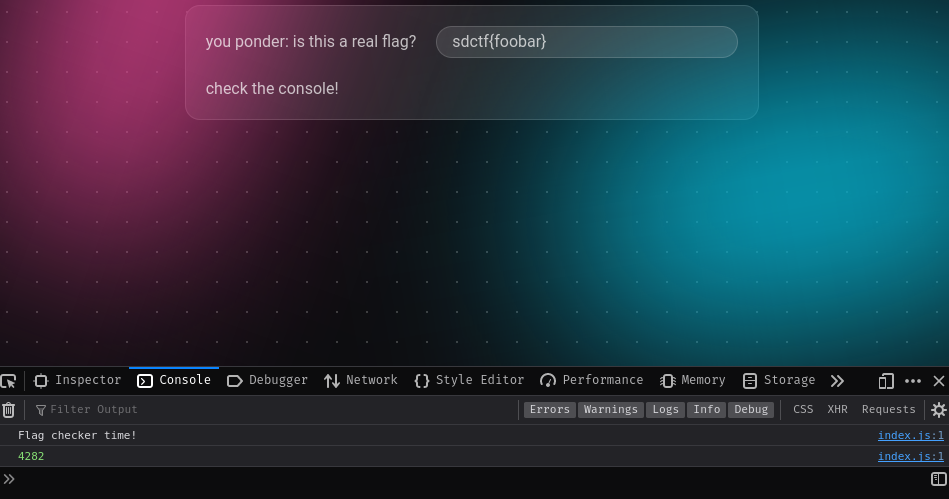 you ponder: is this a real flag? sdctf{foobar}
check the console!
Inspector Console Debugger Network Style Editor Performance Memory Storage
Filter Output Errors Warnings Logs Info Debug CSS XHR Requests
Flag checker time! index.js:1
4282 index.js:1